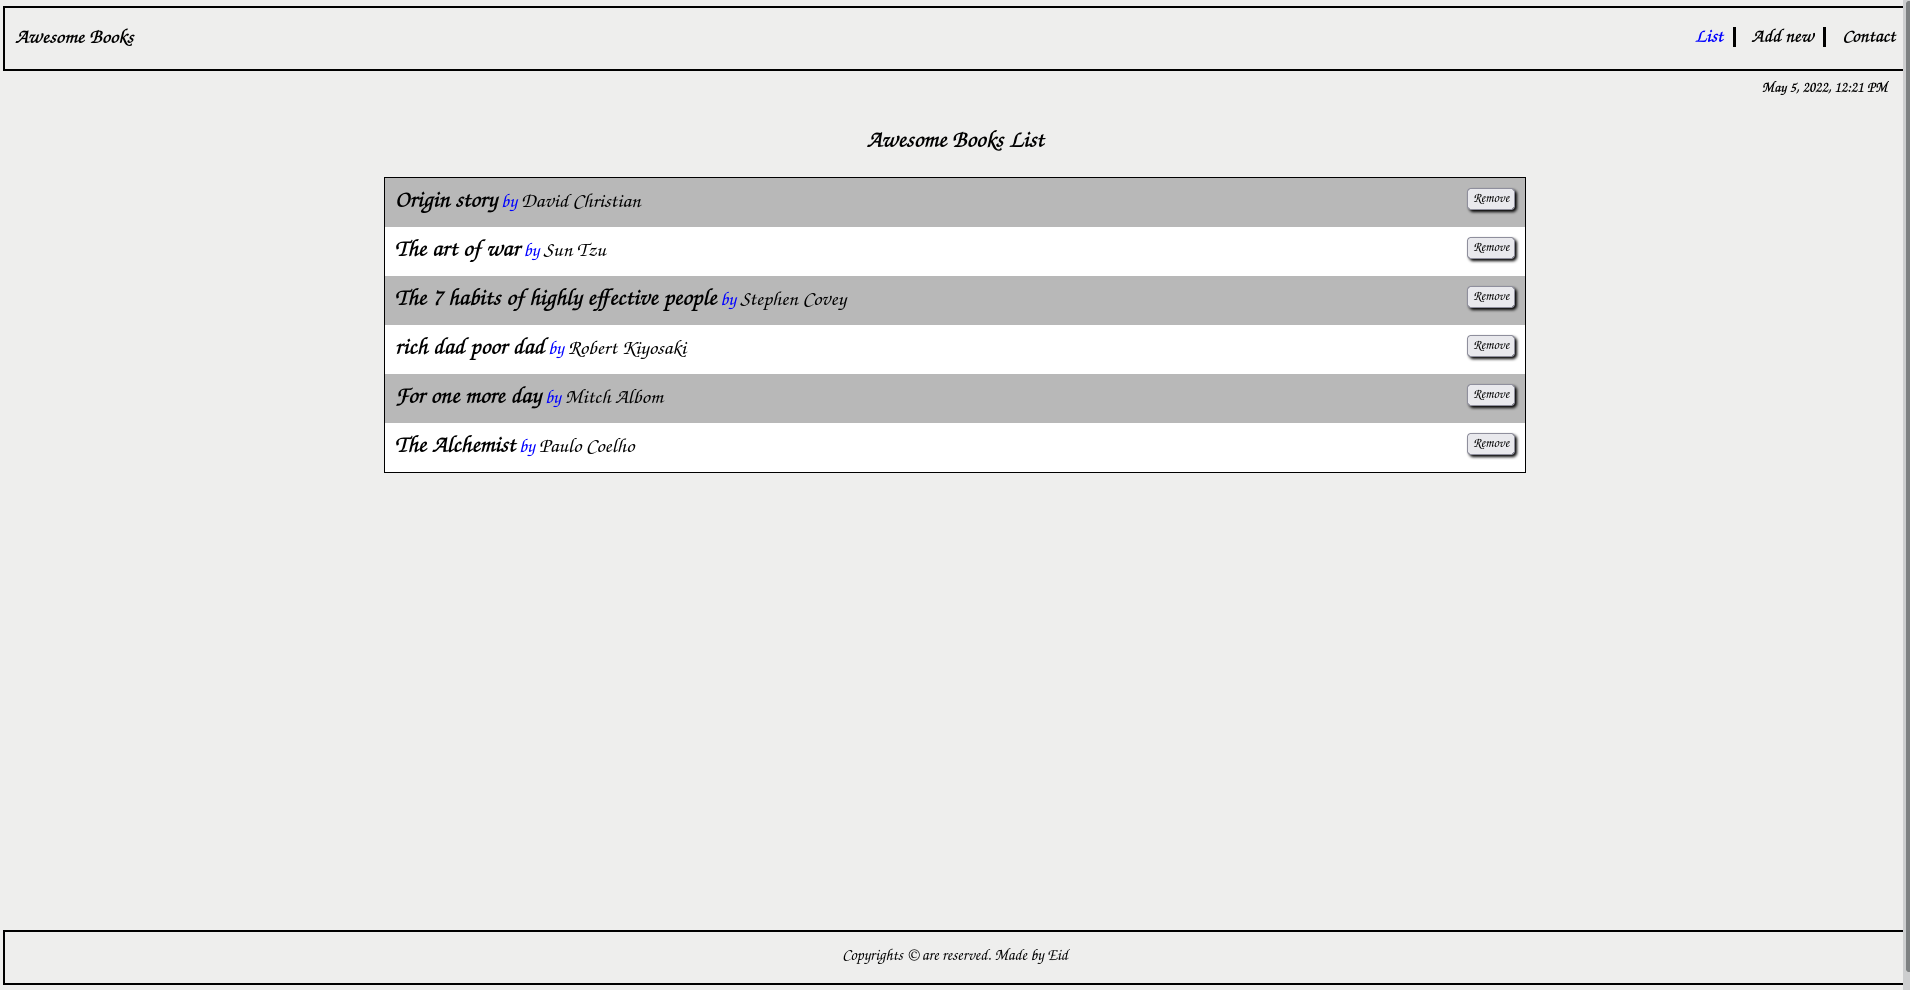 Awesome Books
List
Add new
Contact
May 5, 2022, 12:21 PM
Awesome Books List
Origin story by David Christian Remove
The art of war by Sun Tzu Remove
The 7 habits of highly effective people by Stephen Covey Remove
rich dad poor dad by Robert Kiyosaki Remove
For one more day by Mitch Albom Remove
The Alchemist by Paulo Coelho Remove
Copyrights © are reserved. Made by Eid